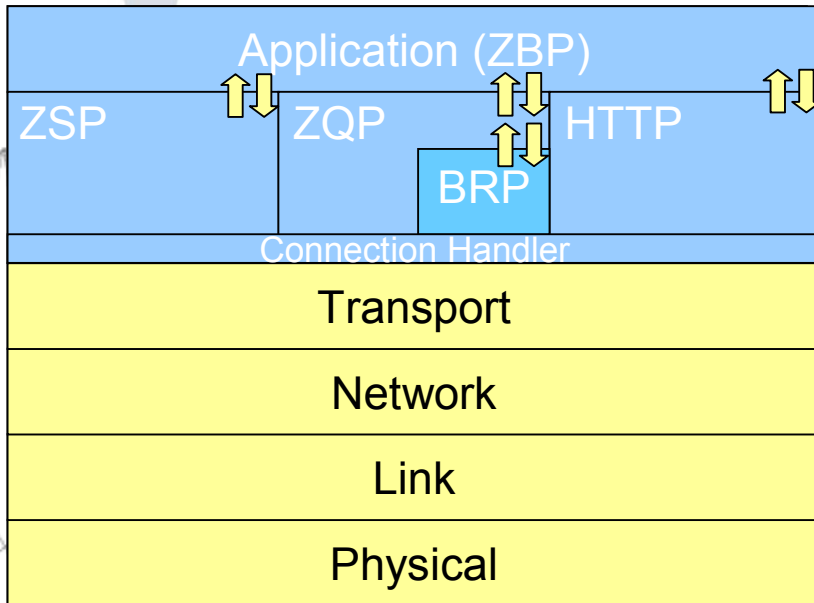 Application (ZBP)
ZSP
ZQP
HTTP
BRP
Connection Handler
Transport
Network
Link
Physical